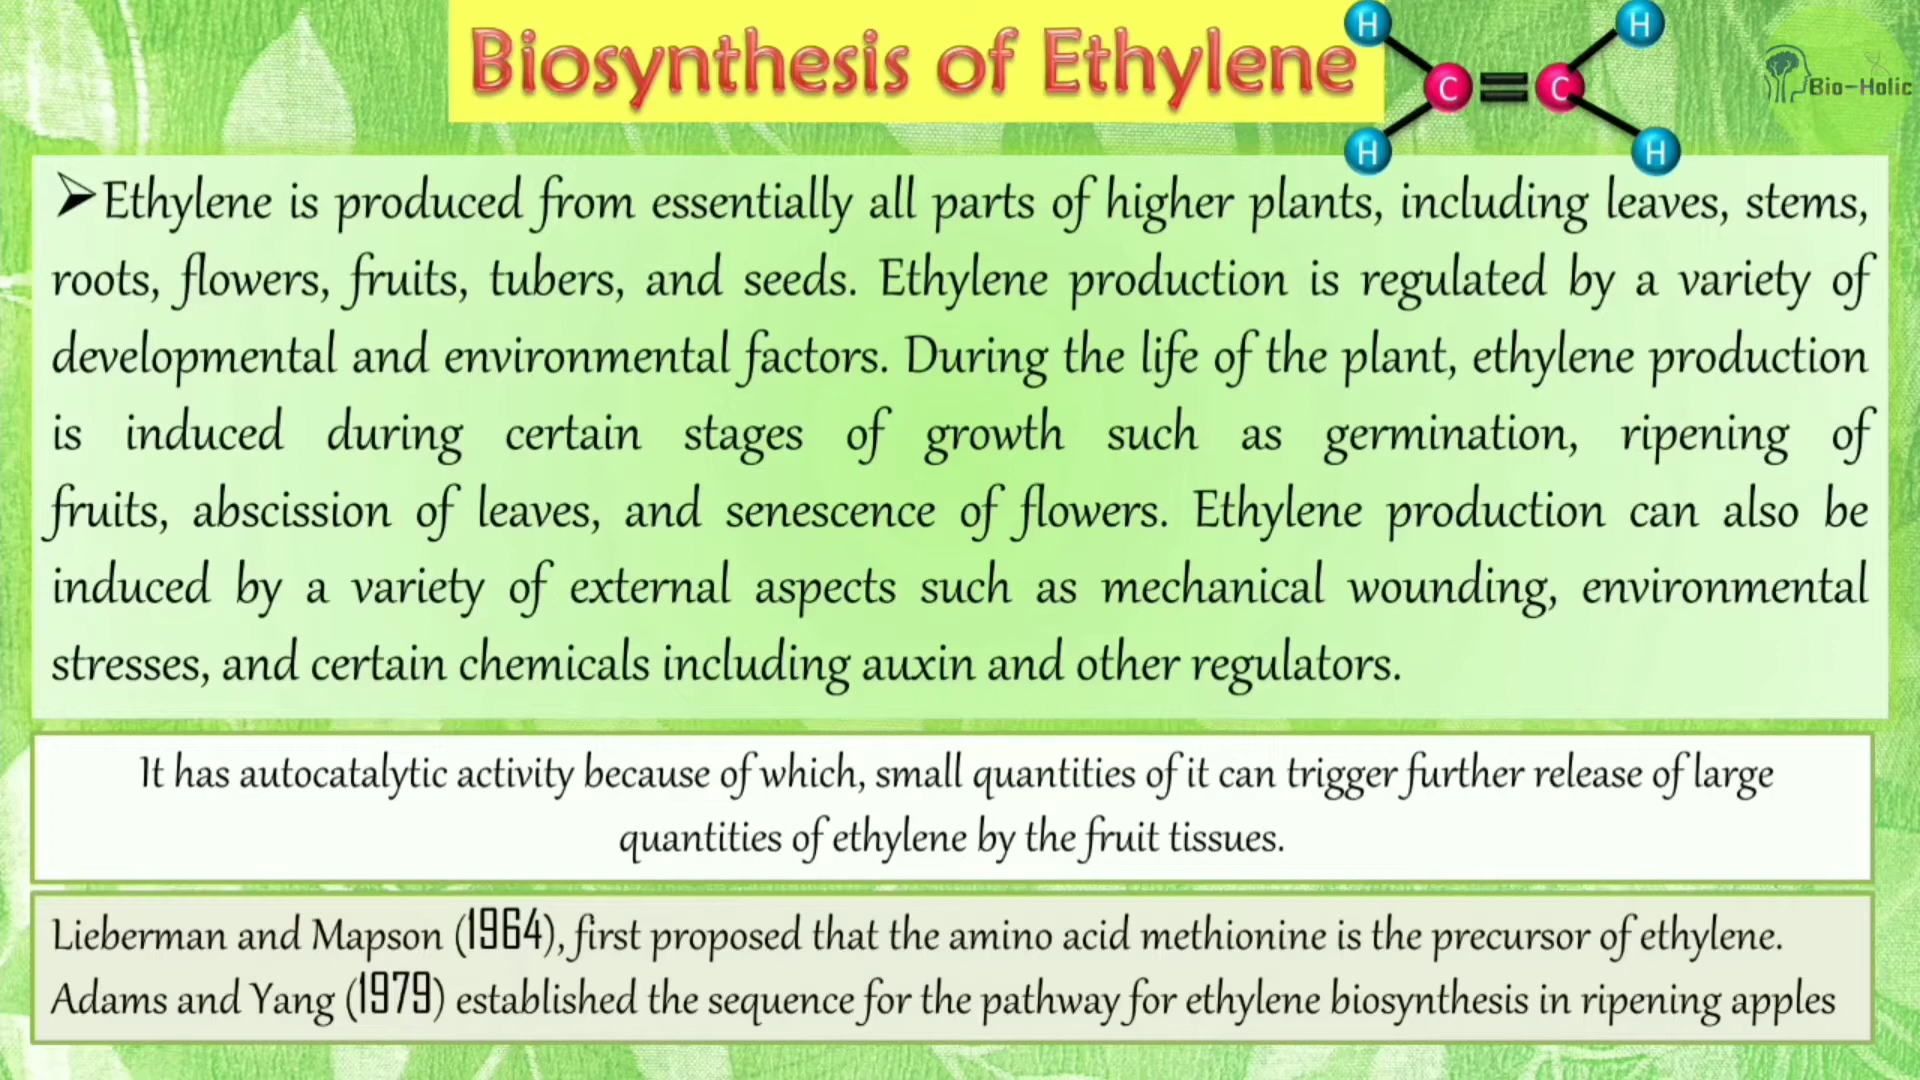 Biosynthesis of Ethylene
H
H
C
C
H
H
Bio-Holic
➢Ethylene is produced from essentially all parts of higher plants, including leaves, stems,
roots, flowers, fruits, tubers, and seeds. Ethylene production is regulated by a variety of
developmental and environmental factors. During the life of the plant, ethylene production
is induced during certain stages of growth such as germination, ripening of
fruits, abscission of leaves, and senescence of flowers. Ethylene production can also be
induced by a variety of external aspects such as mechanical wounding, environmental
stresses, and certain chemicals including auxin and other regulators.
It has autocatalytic activity because of which, small quantities of it can trigger further release of large
quantities of ethylene by the fruit tissues.
Lieberman and Mapson (1964), first proposed that the amino acid methionine is the precursor of ethylene.
Adams and Yang (1979) established the sequence for the pathway for ethylene biosynthesis in ripening apples